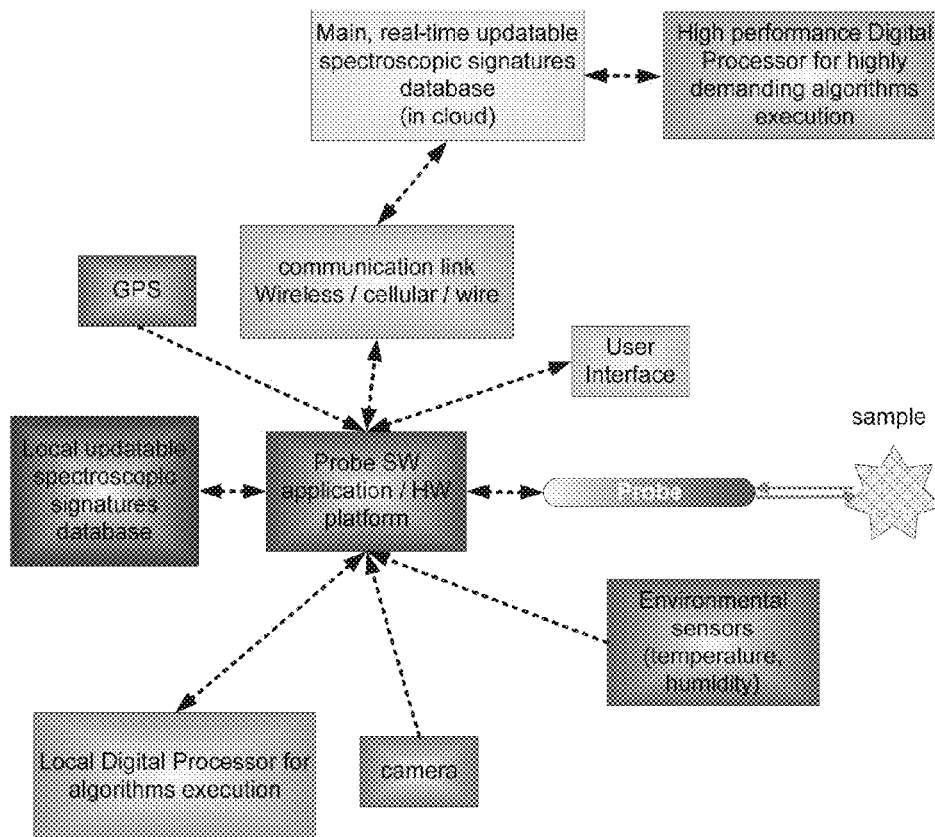 Main, real-time updatable
spectroscopic signatures
database
(in cloud)
High performance Digital
Processor for highly
demanding algorithms
execution
communication link
Wireless / cellular / wire
GPS
User
Interface
sample
Local updatable
spectroscopic
signatures
database
Probe SW
application / HW
platform
Probe
Environmental
sensors
(temperature,
humidity)
Local Digital Processor for
algorithms execution
camera